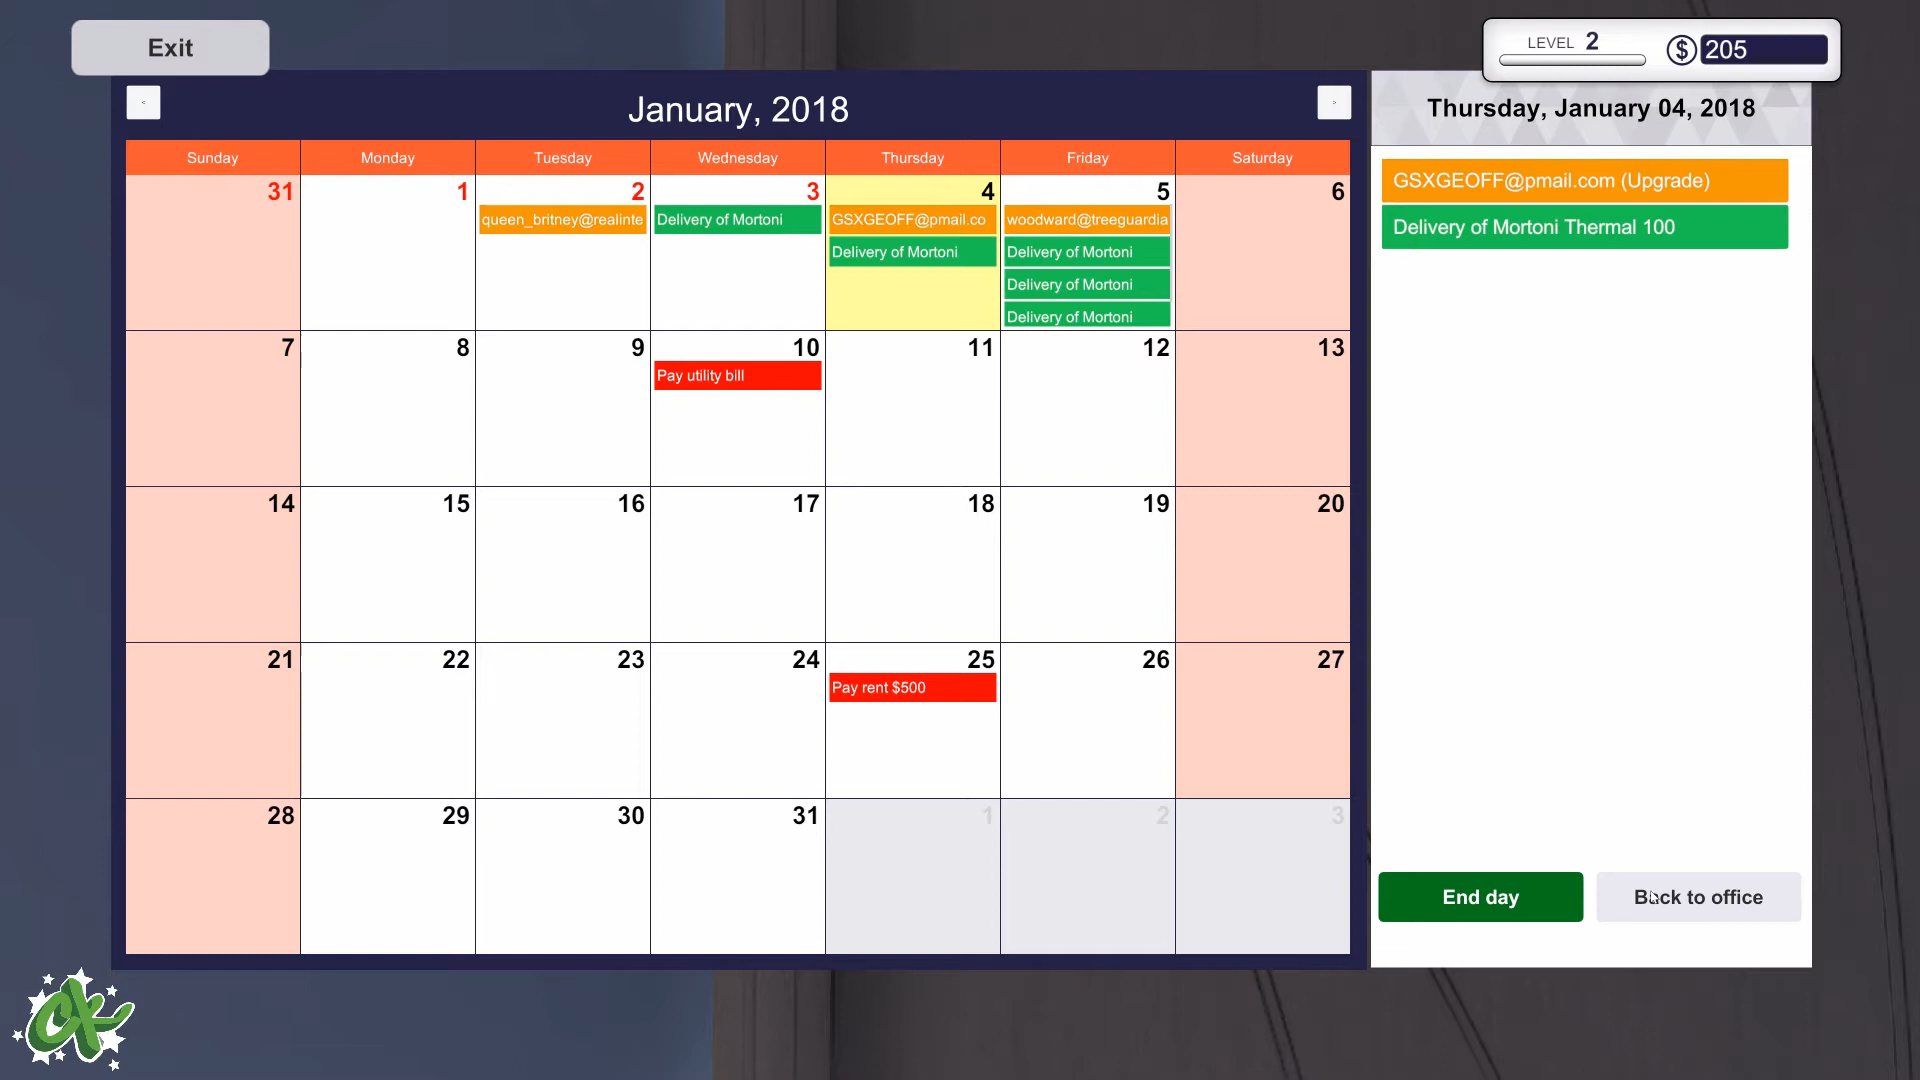 Exit
LEVEL 2
$ 205
<
January, 2018
>
Thursday, January 04, 2018
Sunday Monday Tuesday Wednesday Thursday Friday Saturday
31 1 2 3 4 5 6
queen_britney@realinte
Delivery of Mortoni
GSXGEOFF@pmail.co
Delivery of Mortoni
woodward@treeguardia
Delivery of Mortoni
Delivery of Mortoni
Delivery of Mortoni
7 8 9 10 11 12 13
Pay utility bill
14 15 16 17 18 19 20
21 22 23 24 25 26 27
Pay rent $500
28 29 30 31 1 2 3
GSXGEOFF@pmail.com (Upgrade)
Delivery of Mortoni Thermal 100
End day
Back to office